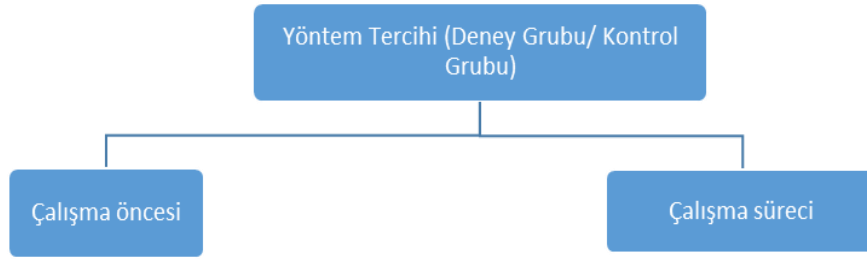 Yöntem Tercihi (Deney Grubu/ Kontrol
Grubu)
Çalışma öncesi
Çalışma süreci